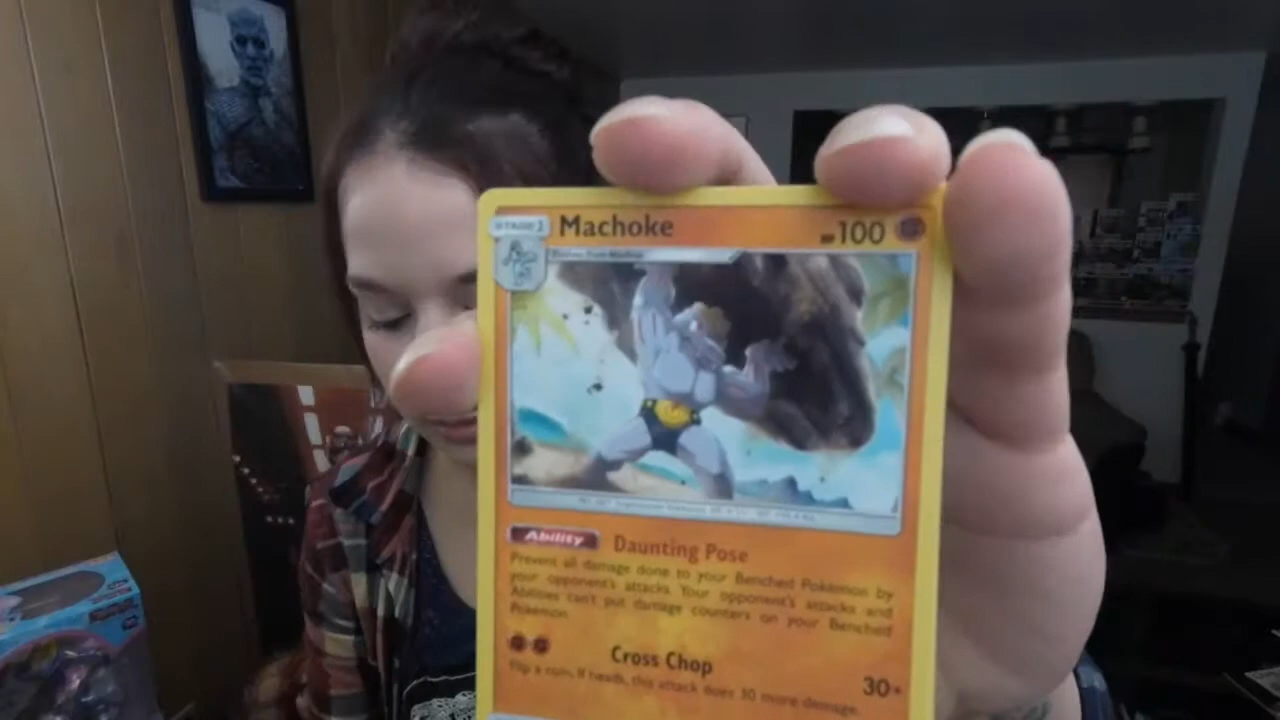 STAGE 1 Machoke 100
Ability Daunting Pose
Prevent all damage done to your Benched Pokémon by
your opponent's attacks. Your opponent's attacks and
Abilities can't put damage counters on your Benched
Pokémon.
Cross Chop 30+
Flip a coin. If heads, this attack does 30 more damage.